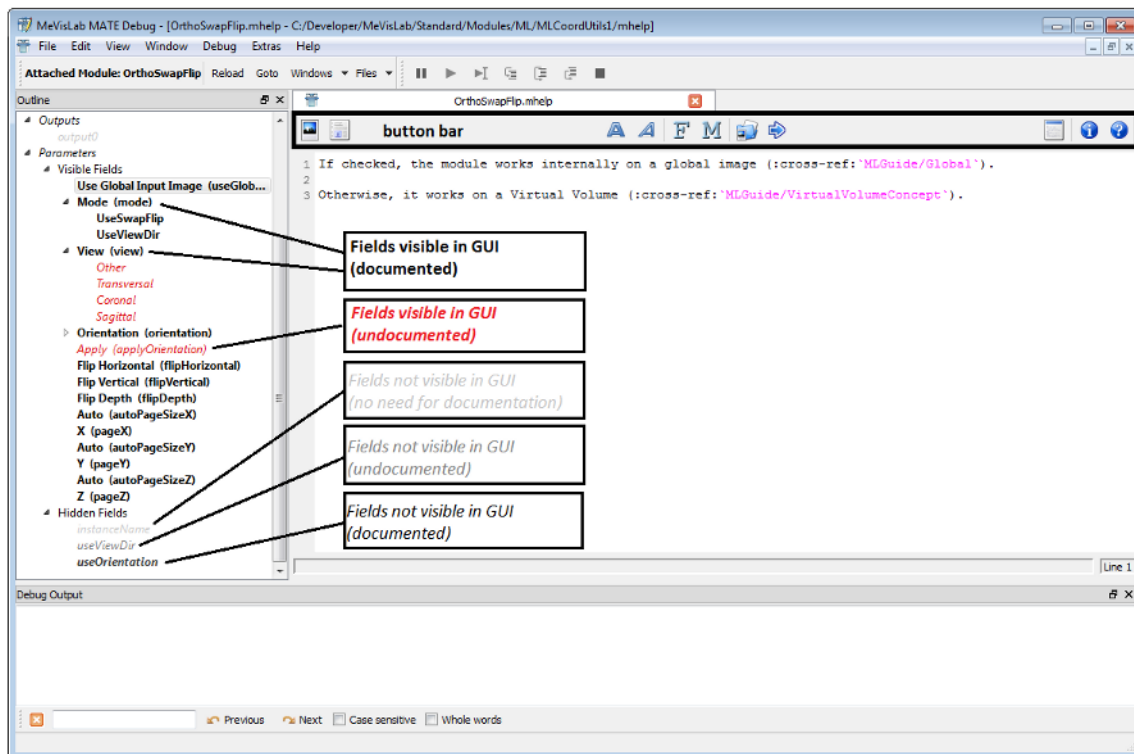 MeVisLab MATE Debug - [OrthoSwapFlip.mhelp - C:/Developer/MeVisLab/Standard/Modules/ML/MLCoordUtils1/mhelp]
File Edit View Window Debug Extras Help
Attached Module: OrthoSwapFlip Reload Goto Windows Files
Outline
OrthoSwapFlip.mhelp
button bar
A A F M
Outputs
output0
Parameters
Visible Fields
Use Global Input Image (useGlob...
Mode (mode)
UseSwapFlip
UseViewDir
View (view)
Other
Transversal
Coronal
Sagittal
Orientation (orientation)
Apply (applyOrientation)
Flip Horizontal (flipHorizontal)
Flip Vertical (flipVertical)
Flip Depth (flipDepth)
Auto (autoPageSizeX)
X (pageX)
Auto (autoPageSizeY)
Y (pageY)
Auto (autoPageSizeZ)
Z (pageZ)
Hidden Fields
instanceName
useViewDir
useOrientation
1 If checked, the module works internally on a global image (:cross-ref:`MLGuide/Global`).
2
3 Otherwise, it works on a Virtual Volume (:cross-ref:`MLGuide/VirtualVolumeConcept`).
Fields visible in GUI
(documented)
Fields visible in GUI
(undocumented)
Fields not visible in GUI
(no need for documentation)
Fields not visible in GUI
(undocumented)
Fields not visible in GUI
(documented)
Line 1
Debug Output
Previous Next Case sensitive Whole words